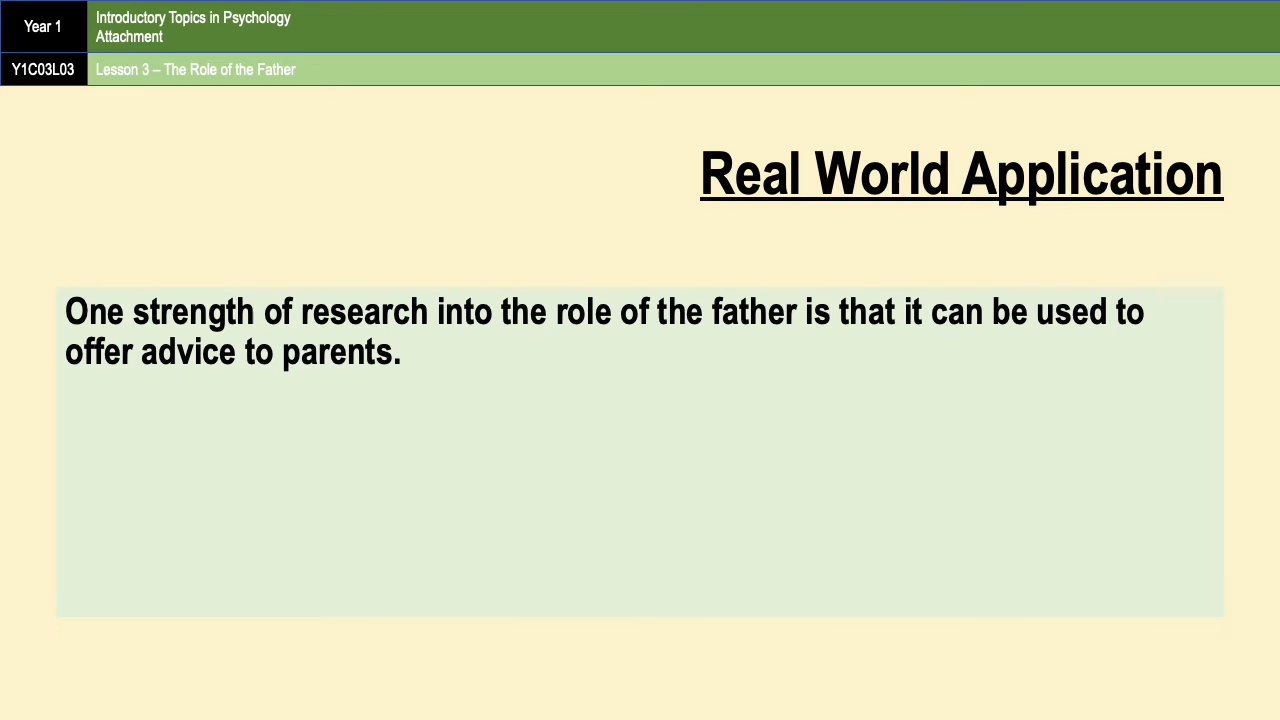 Year 1
Introductory Topics in Psychology
Attachment
Y1C03L03
Lesson 3 – The Role of the Father
Real World Application
One strength of research into the role of the father is that it can be used to
offer advice to parents.